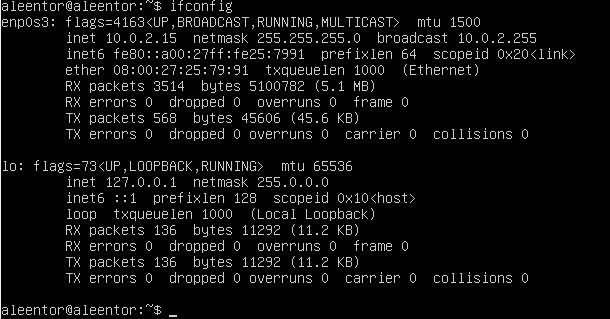 aleentor@aleentor:~$ ifconfig
enp0s3: flags=4163<UP,BROADCAST,RUNNING,MULTICAST>  mtu 1500
        inet 10.0.2.15  netmask 255.255.255.0  broadcast 10.0.2.255
        inet6 fe80::a00:27ff:fe25:7991  prefixlen 64  scopeid 0x20<link>
        ether 08:00:27:25:79:91  txqueuelen 1000  (Ethernet)
        RX packets 3514  bytes 5100782 (5.1 MB)
        RX errors 0  dropped 0  overruns 0  frame 0
        TX packets 568  bytes 45606 (45.6 KB)
        TX errors 0  dropped 0 overruns 0  carrier 0  collisions 0

lo: flags=73<UP,LOOPBACK,RUNNING>  mtu 65536
        inet 127.0.0.1  netmask 255.0.0.0
        inet6 ::1  prefixlen 128  scopeid 0x10<host>
        loop  txqueuelen 1000  (Local Loopback)
        RX packets 136  bytes 11292 (11.2 KB)
        RX errors 0  dropped 0  overruns 0  frame 0
        TX packets 136  bytes 11292 (11.2 KB)
        TX errors 0  dropped 0 overruns 0  carrier 0  collisions 0

aleentor@aleentor:~$ _